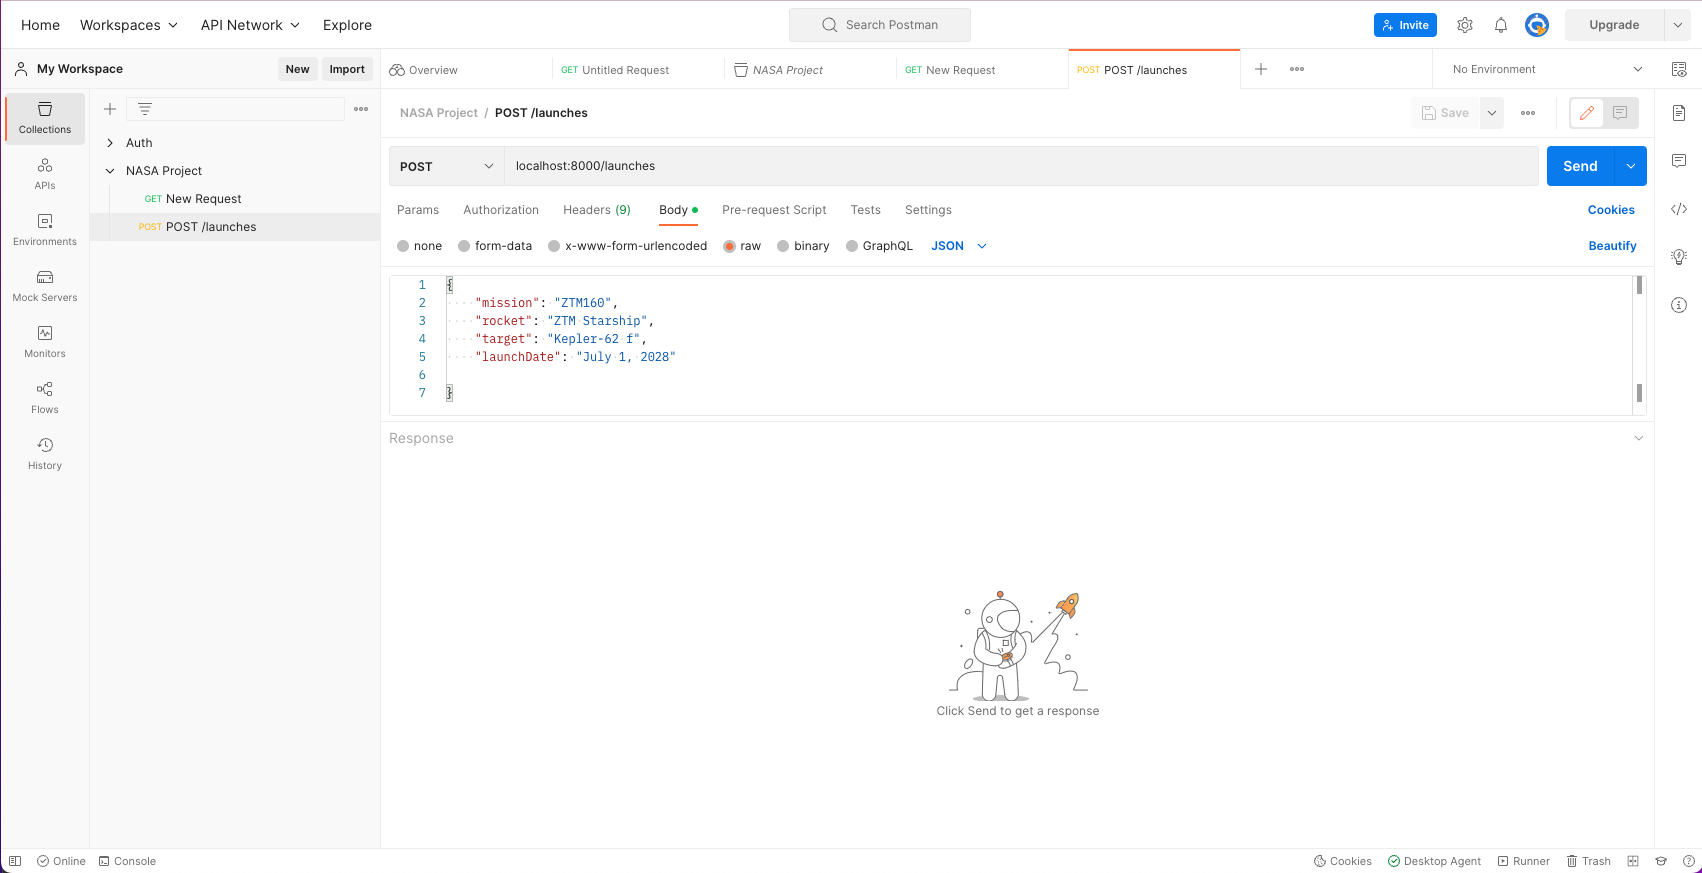 Home Workspaces API Network Explore Search Postman Invite Upgrade
My Workspace New Import Overview GET Untitled Request NASA Project GET New Request POST POST /launches No Environment
Collections
APIs
Environments
Mock Servers
Monitors
Flows
History
Auth
NASA Project
GET New Request
POST POST /launches
NASA Project / POST /launches Save
POST localhost:8000/launches Send
Params Authorization Headers (9) Body Pre-request Script Tests Settings Cookies
none form-data x-www-form-urlencoded raw binary GraphQL JSON Beautify
1 {
2 "mission": "ZTM160",
3 "rocket": "ZTM Starship",
4 "target": "Kepler-62 f",
5 "launchDate": "July 1, 2028"
6
7 }
Response
Click Send to get a response
Online Console Cookies Desktop Agent Runner Trash